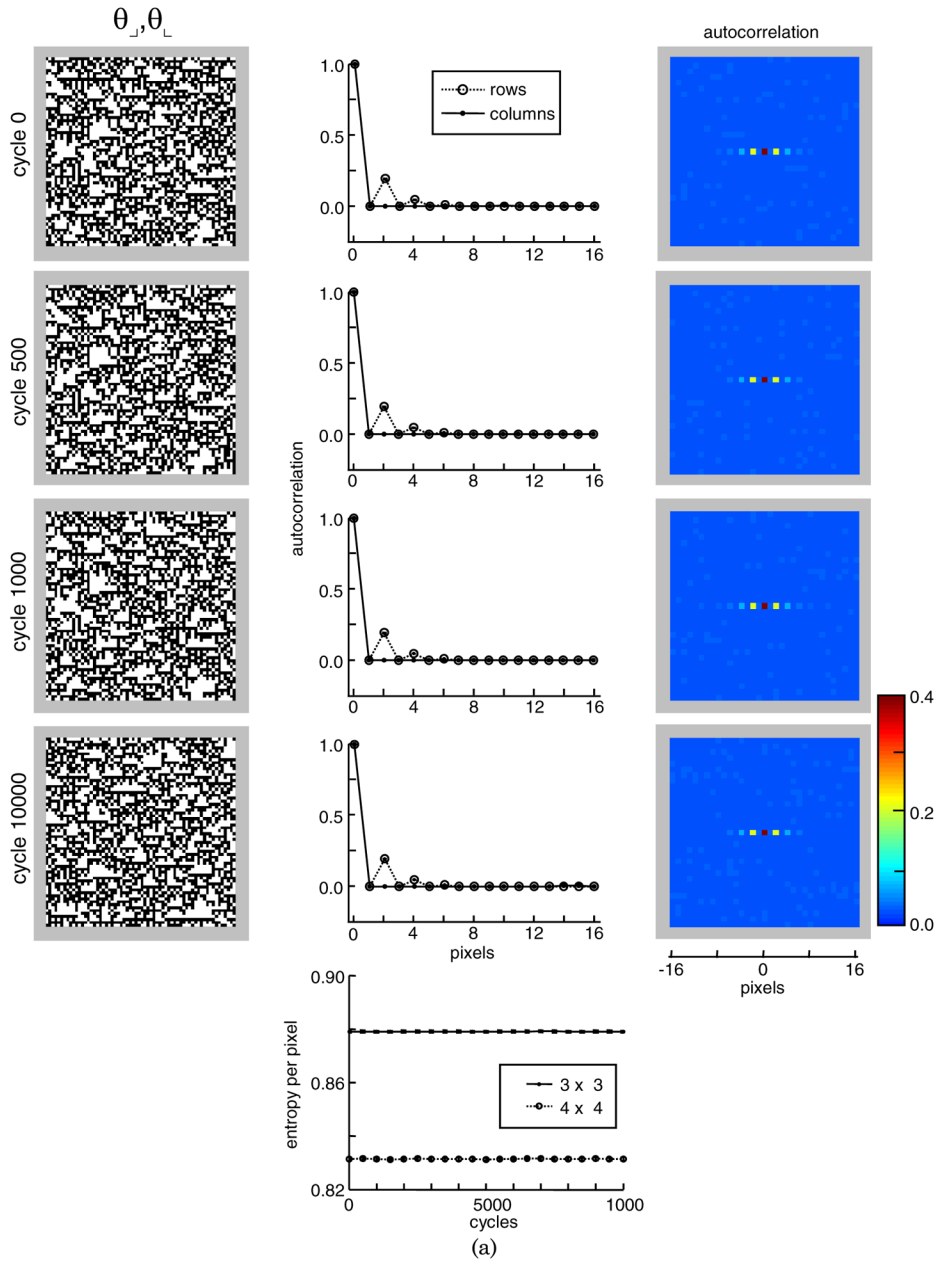 θ⌟,θ⌞
autocorrelation
cycle 0
1.0
0.5
0.0
rows
columns
0 4 8 12 16
cycle 500
1.0
0.5
0.0
0 4 8 12 16
autocorrelation
cycle 1000
1.0
0.5
0.0
0 4 8 12 16
cycle 10000
1.0
0.5
0.0
0 4 8 12 16
pixels
0.4
0.2
0.0
-16 0 16
pixels
entropy per pixel
0.90
0.86
0.82
3 x 3
4 x 4
0 5000 1000
cycles
(a)